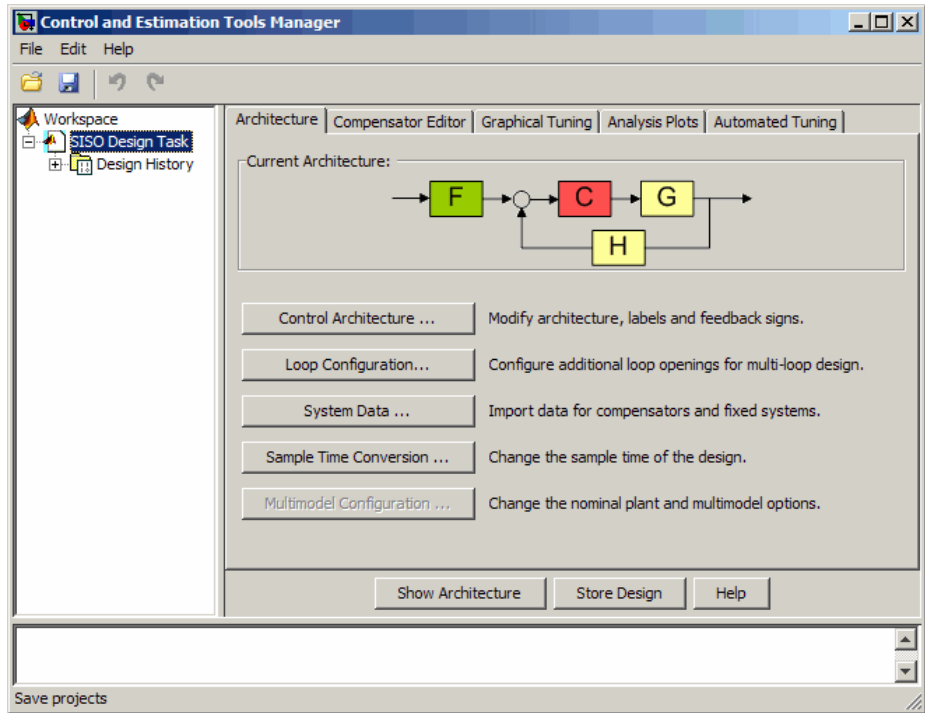 Control and Estimation Tools Manager
File Edit Help
Workspace
SISO Design Task
Design History
Architecture Compensator Editor Graphical Tuning Analysis Plots Automated Tuning
Current Architecture:
F C G
H
Control Architecture ... Modify architecture, labels and feedback signs.
Loop Configuration... Configure additional loop openings for multi-loop design.
System Data ... Import data for compensators and fixed systems.
Sample Time Conversion ... Change the sample time of the design.
Multimodel Configuration ... Change the nominal plant and multimodel options.
Show Architecture Store Design Help
Save projects